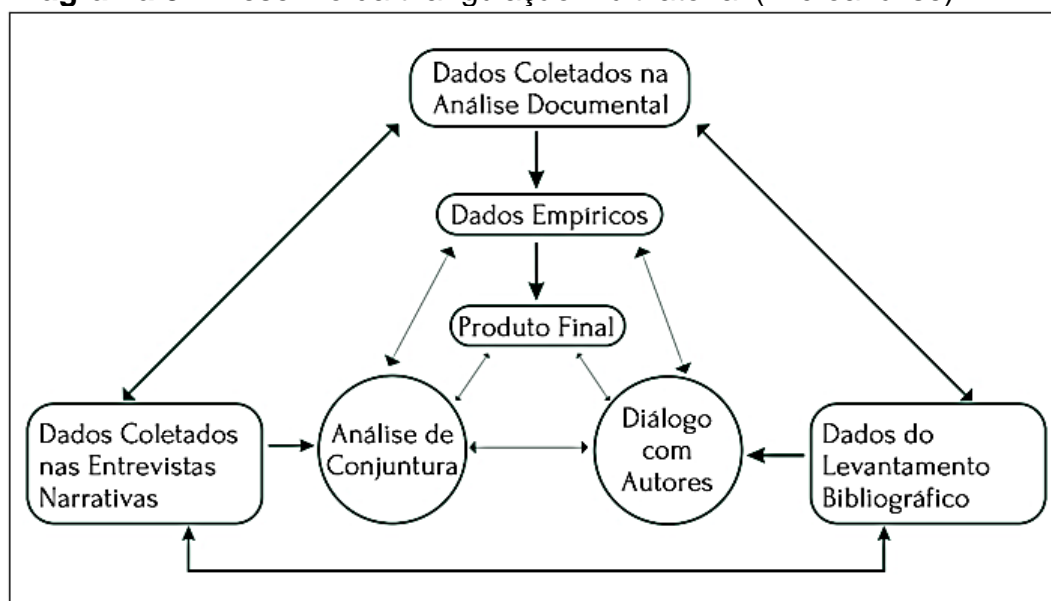 Dados Coletados na
Análise Documental
Dados Empíricos
Produto Final
Dados Coletados
nas Entrevistas
Narrativas
Análise de
Conjuntura
Diálogo
com
Autores
Dados do
Levantamento
Bibliográfico